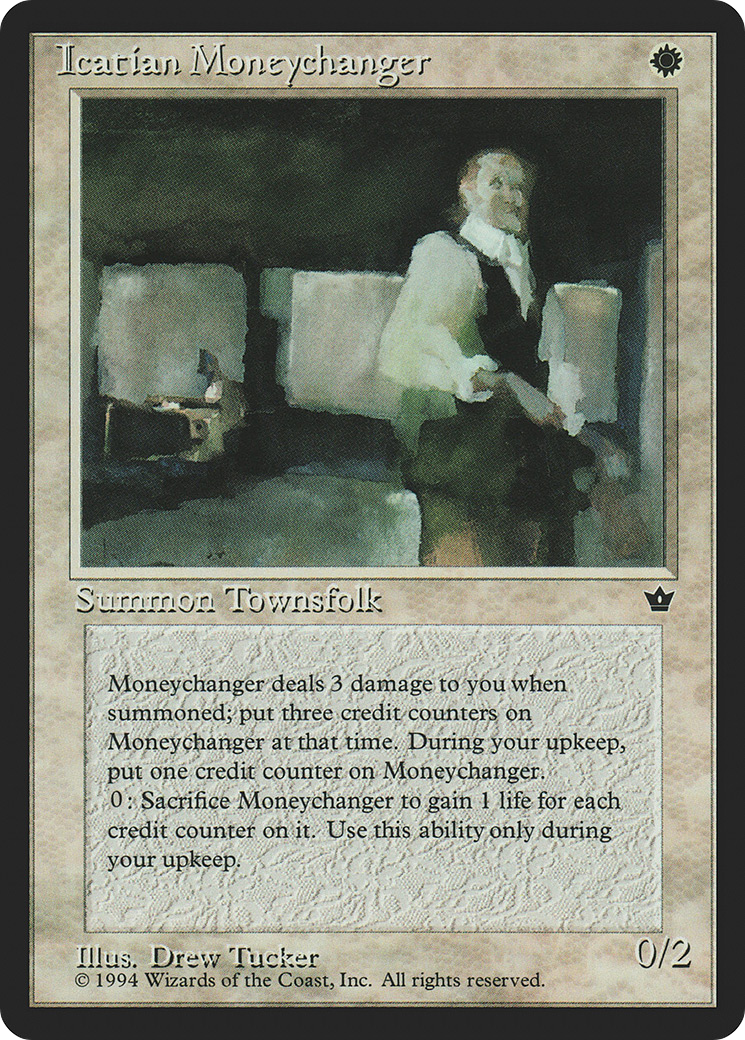 Icatian Moneychanger
Summon Townsfolk
Moneychanger deals 3 damage to you when
summoned; put three credit counters on
Moneychanger at that time. During your upkeep,
put one credit counter on Moneychanger.
0: Sacrifice Moneychanger to gain 1 life for each
credit counter on it. Use this ability only during
your upkeep.
Illus. Drew Tucker
0/2
© 1994 Wizards of the Coast, Inc. All rights reserved.